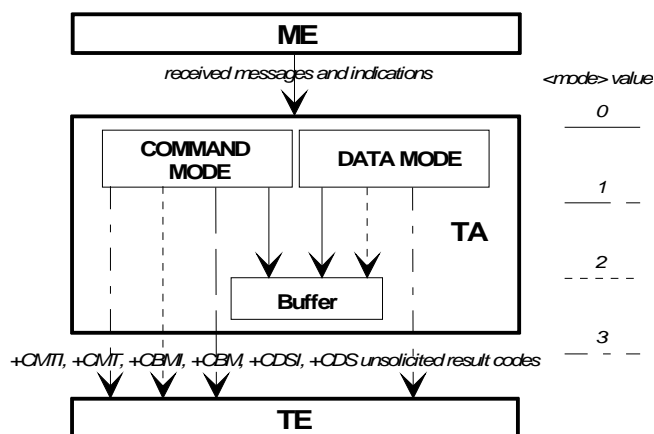 ME
received messages and indications
<mode> value
0
COMMAND
MODE
DATA MODE
1
TA
2
Buffer
3
+CMTI, +CMT, +CBMI, +CBM, +CDSI, +CDS unsolicited result codes
TE